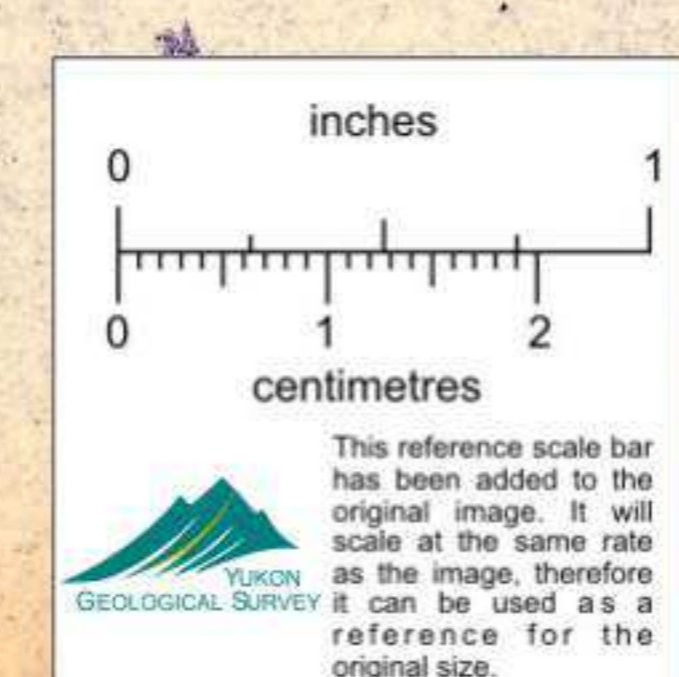 inches
0 1
0 1 2
centimetres
This reference scale bar
has been added to the
original image. It will
scale at the same rate
as the image, therefore
it can be used as a
reference for the
original size.
YUKON
GEOLOGICAL SURVEY